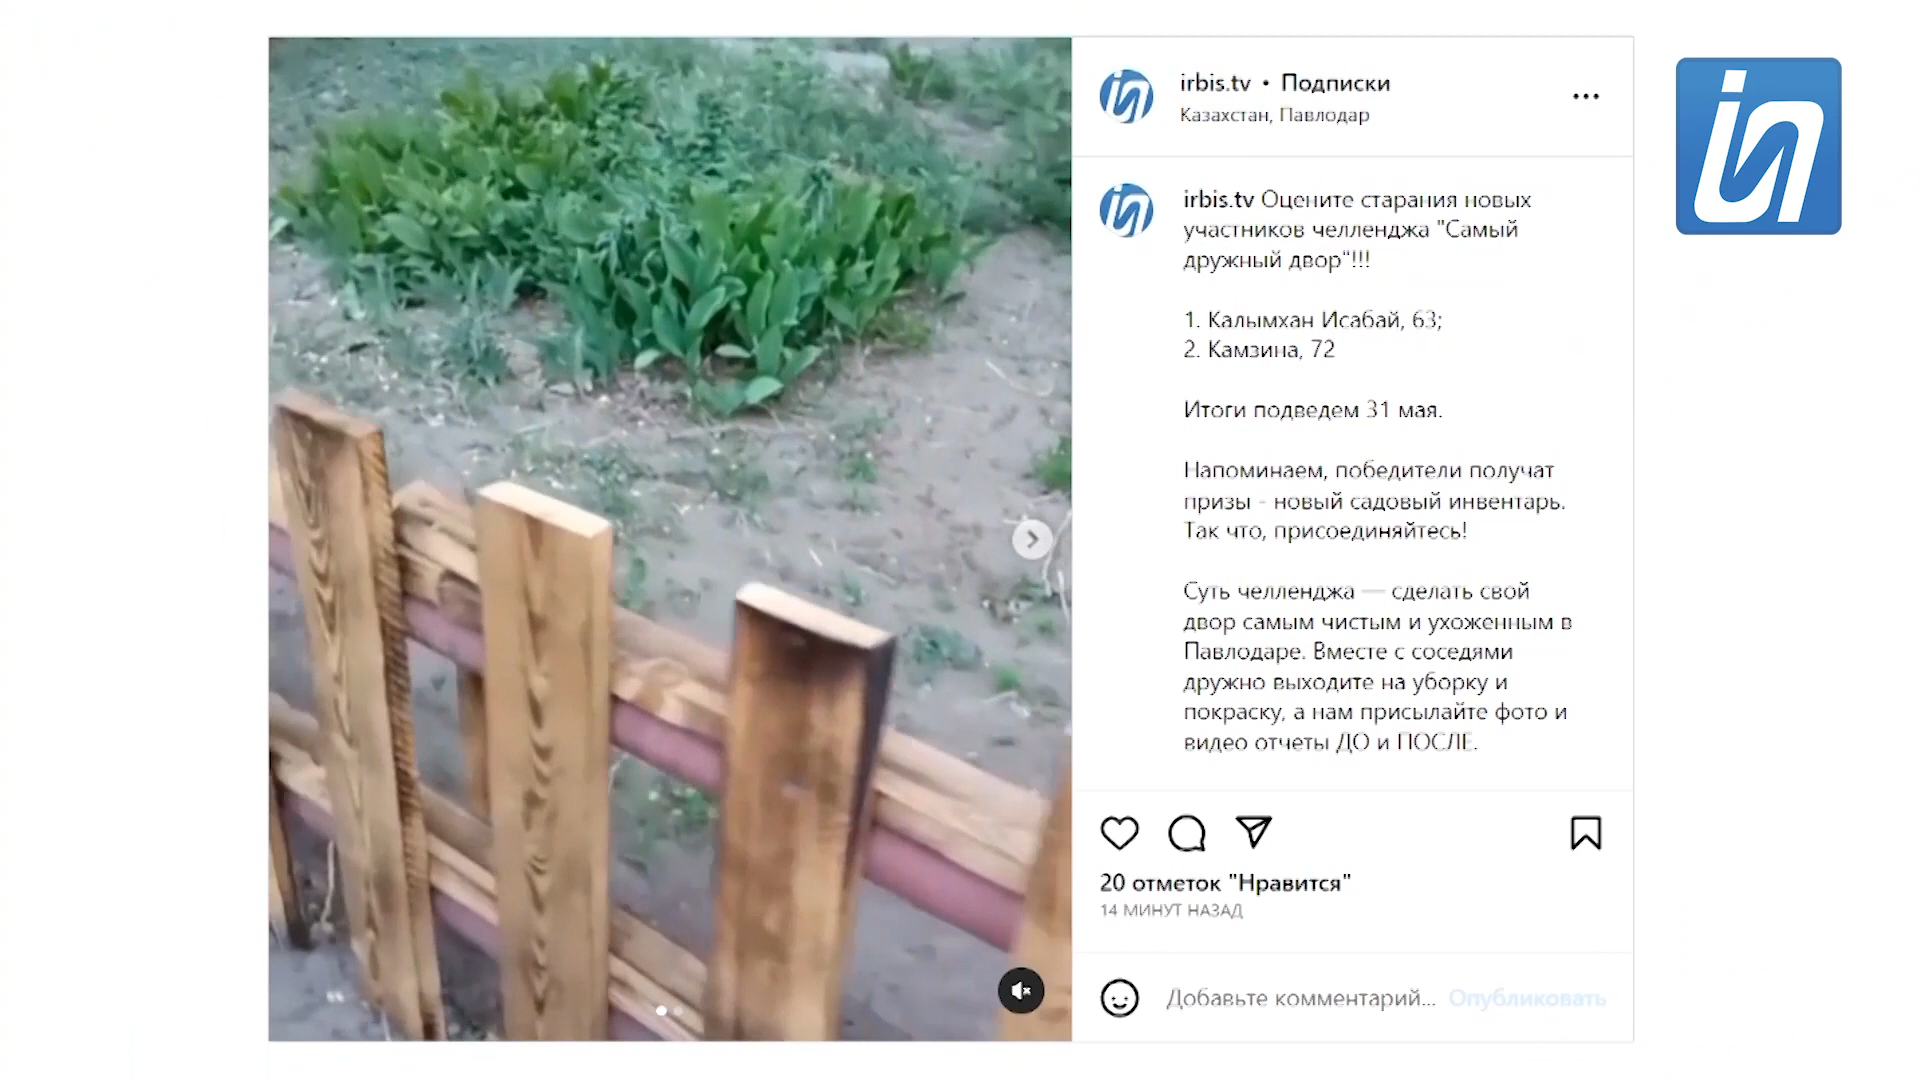 irbis.tv • Подписки
Казахстан, Павлодар
irbis.tv Оцените старания новых
участников челленджа "Самый
дружный двор"!!!
1. Калымхан Исабай, 63;
2. Камзина, 72
Итоги подведем 31 мая.
Напоминаем, победители получат
призы - новый садовый инвентарь.
Так что, присоединяйтесь!
Суть челленджа — сделать свой
двор самым чистым и ухоженным в
Павлодаре. Вместе с соседями
дружно выходите на уборку и
покраску, а нам присылайте фото и
видео отчеты ДО и ПОСЛЕ.
20 отметок "Нравится"
14 МИНУТ НАЗАД
Добавьте комментарий... Опубликовать